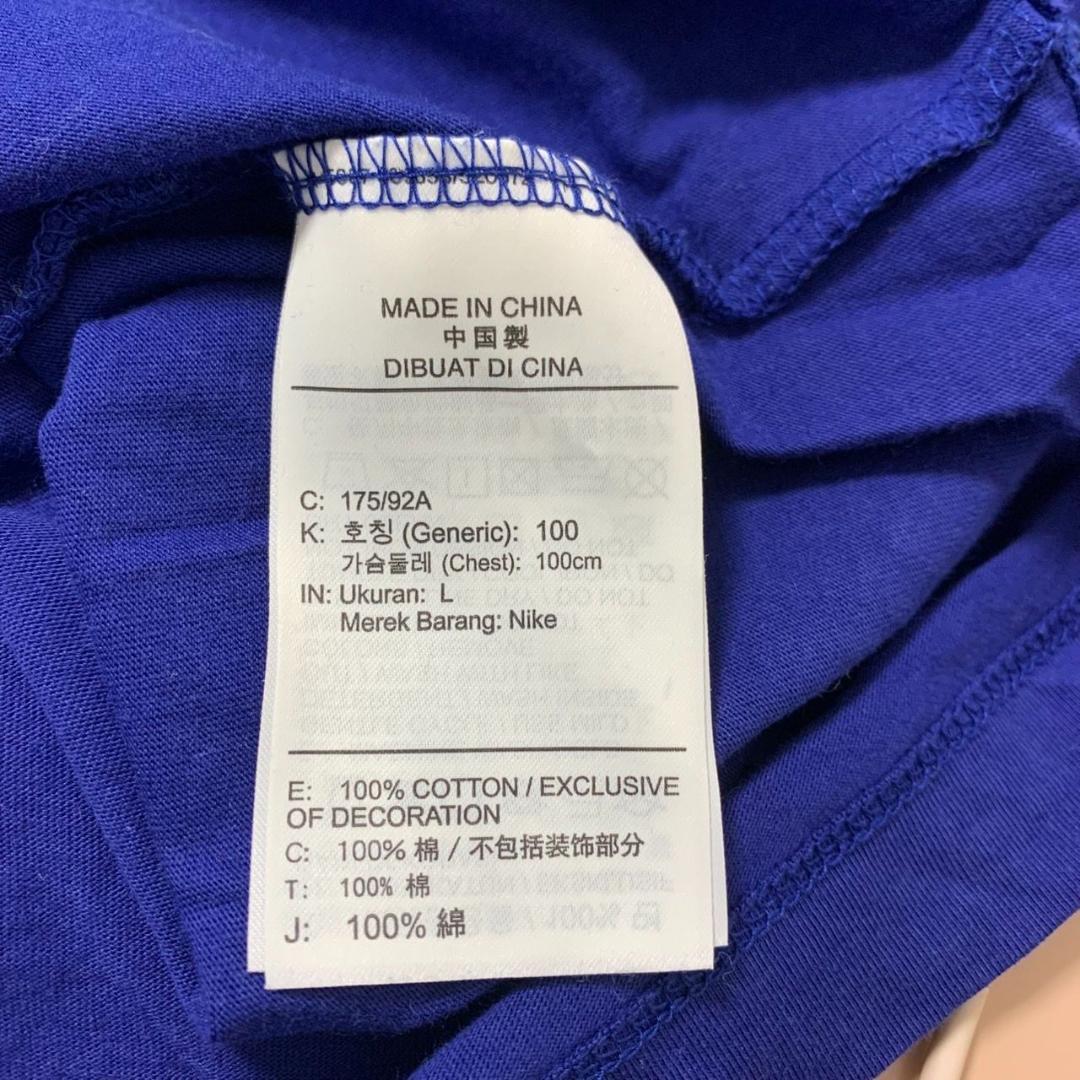 MADE IN CHINA
中国製
DIBUAT DI CINA
C: 175/92A
K: 호칭 (Generic): 100
가슴둘레 (Chest): 100cm
IN: Ukuran: L
Merek Barang: Nike
E: 100% COTTON / EXCLUSIVE
OF DECORATION
C: 100% 棉 / 不包括装饰部分
T: 100% 棉
J: 100% 綿